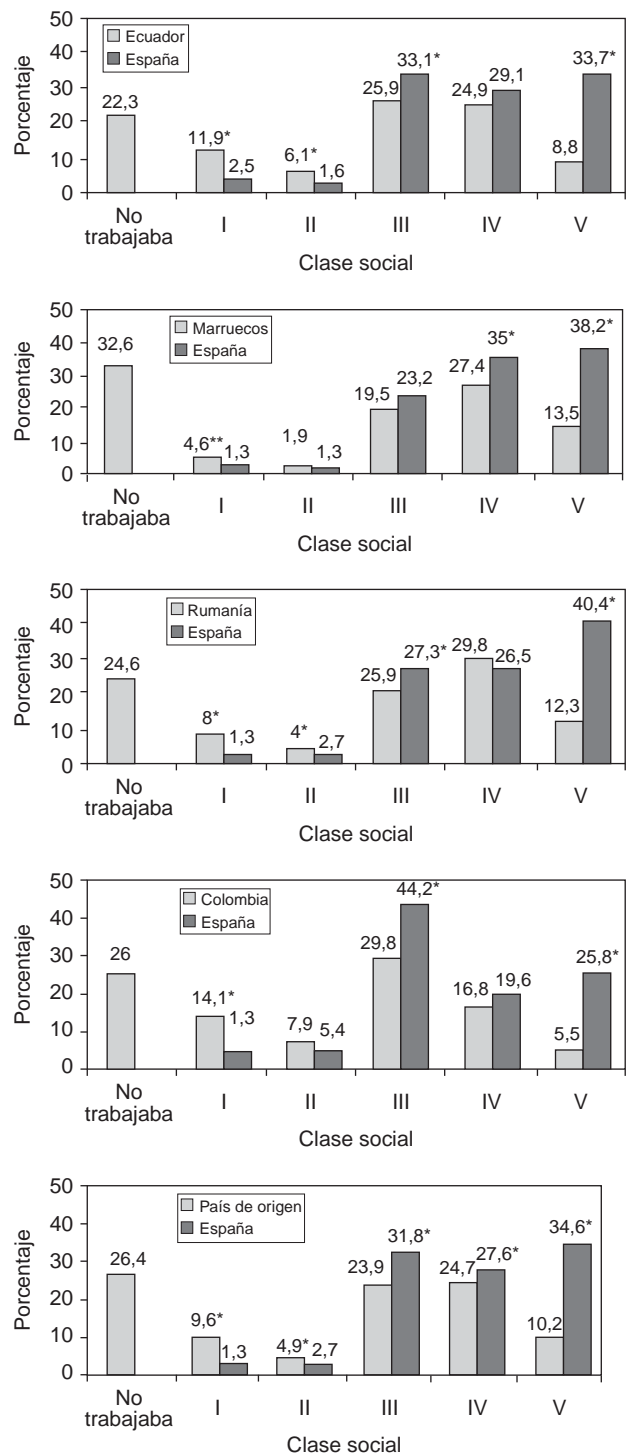 50
40
30
20
10
0
Porcentaje
Ecuador
España
22,3
11,9*
2,5
6,1*
1,6
25,9
33,1*
24,9
29,1
8,8
33,7*
No trabajaba
I
II
III
IV
V
Clase social
50
40
30
20
10
0
Porcentaje
Marruecos
España
32,6
4,6**
1,3
1,9
1,3
19,5
23,2
27,4
35*
13,5
38,2*
No trabajaba
I
II
III
IV
V
Clase social
50
40
30
20
10
0
Porcentaje
Rumanía
España
24,6
8*
1,3
4*
2,7
25,9
27,3*
29,8
26,5
12,3
40,4*
No trabajaba
I
II
III
IV
V
Clase social
50
40
30
20
10
0
Porcentaje
Colombia
España
26
14,1*
1,3
7,9
5,4
29,8
44,2*
16,8
19,6
5,5
25,8*
No trabajaba
I
II
III
IV
V
Clase social
50
40
30
20
10
0
Porcentaje
País de origen
España
26,4
9,6*
1,3
4,9*
2,7
23,9
31,8*
24,7
27,6*
10,2
34,6*
No trabajaba
I
II
III
IV
V
Clase social